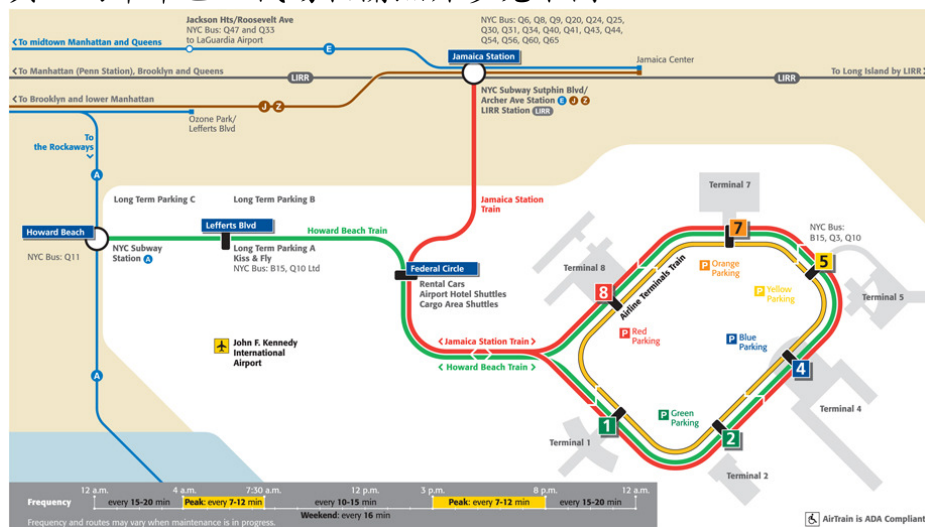 Jackson Hts/Roosevelt Ave
NYC Bus: Q47 and Q33
to LaGuardia Airport
NYC Bus: Q6, Q8, Q9, Q20, Q24, Q25,
Q30, Q31, Q34, Q40, Q41, Q43, Q44,
Q54, Q56, Q60, Q65
<To midtown Manhattan and Queens
E
Jamaica Station
Jamaica Center
<To Manhattan (Penn Station), Brooklyn and Queens
LIRR
LIRR
To Long Island by LIRR>
<To Brooklyn and lower Manhattan
J Z
NYC Subway Sutphin Blvd/
Archer Ave Station E J Z
LIRR Station LIRR
Ozone Park/
Lefferts Blvd
To
the Rockaways
A
Long Term Parking C
Long Term Parking B
Jamaica Station
Train
Terminal 7
Howard Beach
Lefferts Blvd
Howard Beach Train
7
NYC Bus:
B15, Q3, Q10
NYC Bus: Q11
NYC Subway
Station A
Long Term Parking A
Kiss & Fly
NYC Bus: B15, Q10 Ltd
Federal Circle
Rental Cars
Airport Hotel Shuttles
Cargo Area Shuttles
Terminal 8
8
Airline Terminals Train
P Orange
Parking
5
P Yellow
Parking
Terminal 5
P Red
Parking
P Blue
Parking
John F. Kennedy
International
Airport
<Jamaica Station Train>
<Howard Beach Train>
4
A
P Green
Parking
Terminal 4
1
2
Terminal 1
Terminal 2
12 a.m. 4 a.m. 7:30 a.m. 12 p.m. 3 p.m. 8 p.m. 12 a.m.
Frequency every 15-20 min Peak: every 7-12 min every 10-15 min Peak: every 7-12 min every 15-20 min
Weekend: every 16 min
Frequency and routes may vary when maintenance is in progress.
AirTrain is ADA Compliant